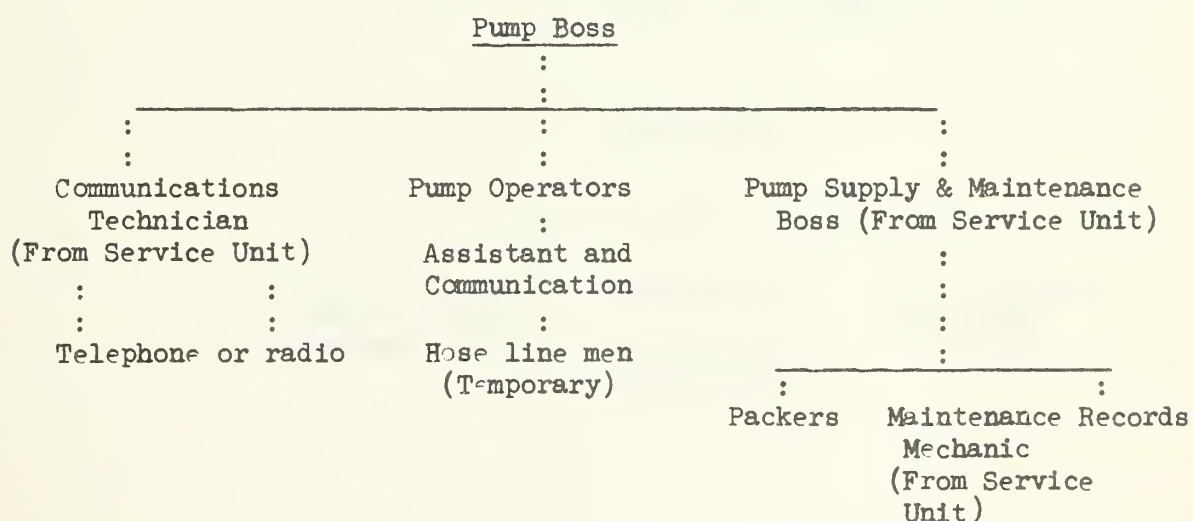 Pump Boss
Communications Technician (From Service Unit)
Pump Operators
Pump Supply & Maintenance Boss (From Service Unit)
Telephone or radio
Assistant and Communication
Hose line men (Temporary)
Packers
Maintenance Mechanic (From Service Unit)
Records